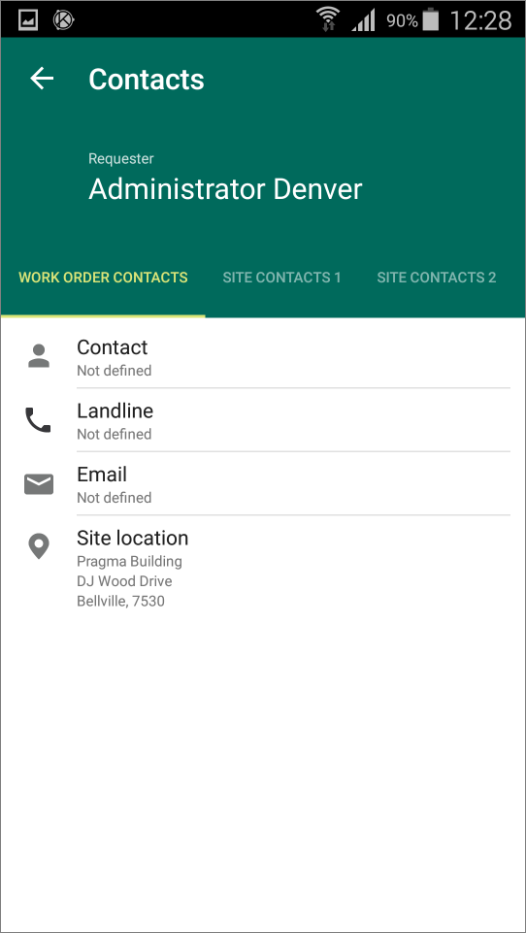 90% 12:28
Contacts
Requester
Administrator Denver
WORK ORDER CONTACTS SITE CONTACTS 1 SITE CONTACTS 2
Contact
Not defined
Landline
Not defined
Email
Not defined
Site location
Pragma Building
DJ Wood Drive
Bellville, 7530